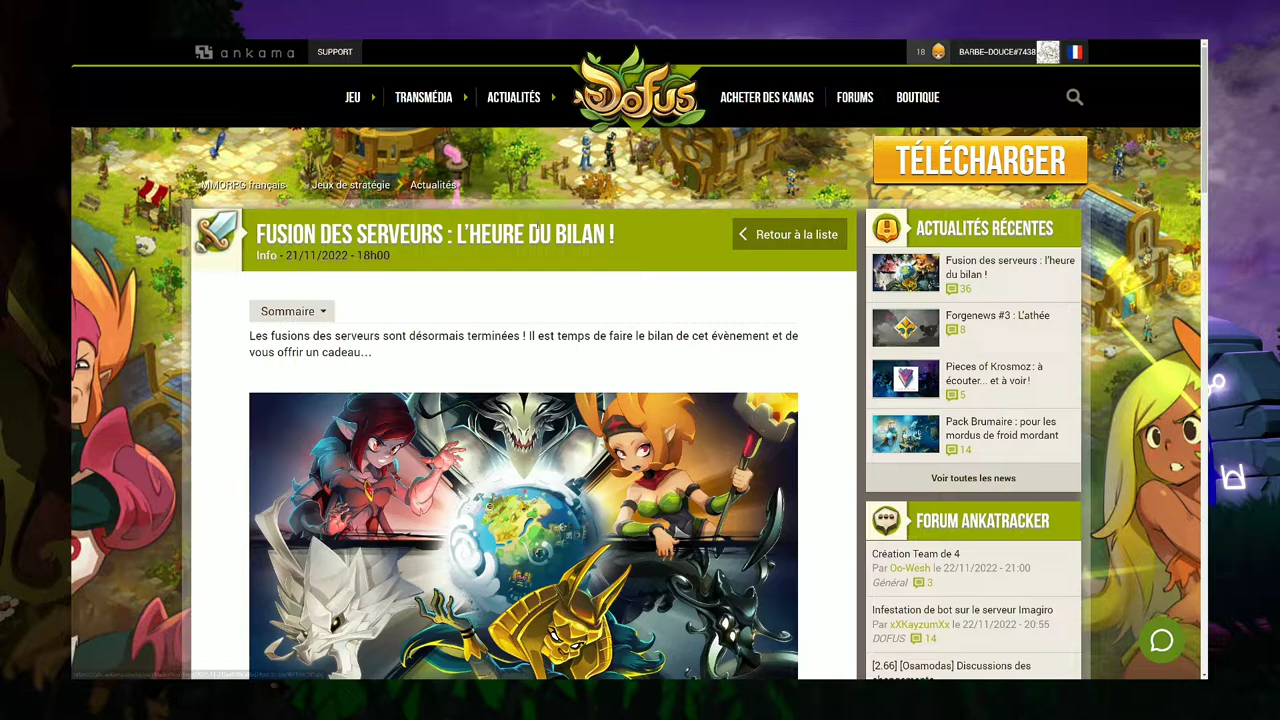 ankama
SUPPORT
18
BARBE-DOUCE#7438
JEU
TRANSMÉDIA
ACTUALITÉS
DOFUS
ACHETER DES KAMAS
FORUMS
BOUTIQUE
TÉLÉCHARGER
MMORPG français
Jeux de stratégie
Actualités
FUSION DES SERVEURS : L'HEURE DU BILAN !
Info - 21/11/2022 - 18h00
Retour à la liste
Sommaire
Les fusions des serveurs sont désormais terminées ! Il est temps de faire le bilan de cet évènement et de
vous offrir un cadeau…
ACTUALITÉS RÉCENTES
Fusion des serveurs : l'heure
du bilan !
36
Forgenews #3 : L'athée
8
Pieces of Krosmoz : à
écouter... et à voir !
5
Pack Brumaire : pour les
mordus de froid mordant
14
Voir toutes les news
FORUM ANKATRACKER
Création Team de 4
Par Oo-Wesh le 22/11/2022 - 21:00
Général 3
Infestation de bot sur le serveur Imagiro
Par xXKayzumXx le 22/11/2022 - 20:55
DOFUS 14
[2.66] [Osamodas] Discussions des